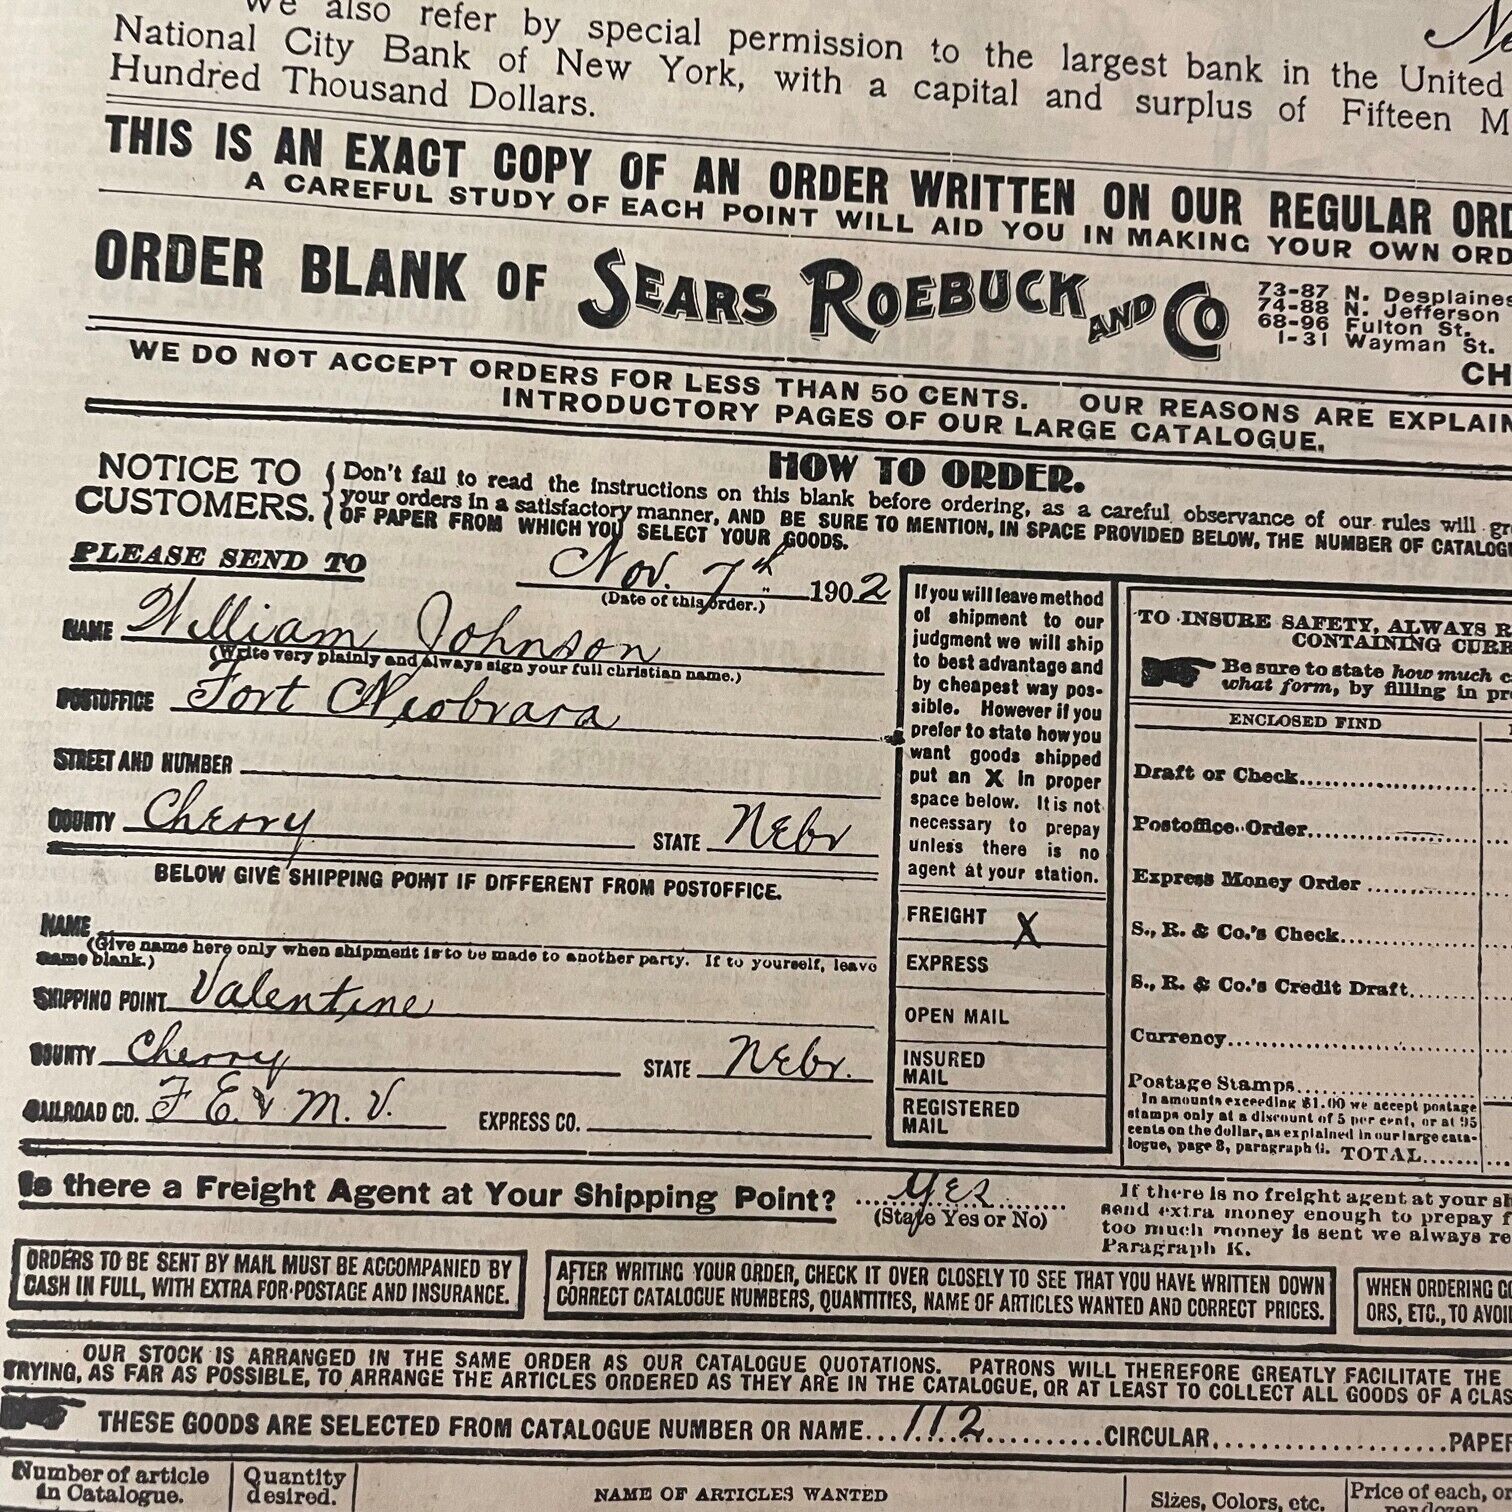 We also refer by special permission to the largest bank in the United
National City Bank of New York, with a capital and surplus of Fifteen M
Hundred Thousand Dollars.
THIS IS AN EXACT COPY OF AN ORDER WRITTEN ON OUR REGULAR ORD
A CAREFUL STUDY OF EACH POINT WILL AID YOU IN MAKING YOUR OWN ORD
ORDER BLANK OF SEARS ROEBUCK AND CO
73-87 N. Desplaines
74-88 N. Jefferson
68-96 Fulton St.
1-31 Wayman St.
CH
WE DO NOT ACCEPT ORDERS FOR LESS THAN 50 CENTS. OUR REASONS ARE EXPLAIN
INTRODUCTORY PAGES OF OUR LARGE CATALOGUE.
HOW TO ORDER.
NOTICE TO CUSTOMERS.
Don't fail to read the instructions on this blank before ordering, as a careful observance of our rules will gr
your orders in a satisfactory manner, AND BE SURE TO MENTION, IN SPACE PROVIDED BELOW, THE NUMBER OF CATALOGU
OF PAPER FROM WHICH YOU SELECT YOUR GOODS.
PLEASE SEND TO
Nov. 7th 1902
(Date of this order.)
NAME William Johnson
(Write very plainly and always sign your full christian name.)
POSTOFFICE Fort Niobrara
STREET AND NUMBER
COUNTY Cherry STATE Nebr
BELOW GIVE SHIPPING POINT IF DIFFERENT FROM POSTOFFICE.
NAME
(Give name here only when shipment is to be made to another party. If to yourself, leave
name blank.)
SHIPPING POINT Valentine
COUNTY Cherry STATE Nebr.
RAILROAD CO. F E & M. V. EXPRESS CO.
If you will leave method
of shipment to our
judgment we will ship
to best advantage and
by cheapest way pos-
sible. However if you
prefer to state how you
want goods shipped
put an X in proper
space below. It is not
necessary to prepay
unless there is no
agent at your station.
FREIGHT X
EXPRESS
OPEN MAIL
INSURED
MAIL
REGISTERED
MAIL
TO INSURE SAFETY, ALWAYS R
CONTAINING CURR
Be sure to state how much c
what form, by filling in pr
ENCLOSED FIND
Draft or Check
Postoffice Order
Express Money Order
S., R. & Co.'s Check
S., R. & Co.'s Credit Draft
Currency
Postage Stamps
In amounts exceeding $1.00 we accept postage
stamps only at a discount of 5 per cent, or at 95
cents on the dollar, as explained in our large cata-
logue, page 8, paragraph G. TOTAL
Is there a Freight Agent at Your Shipping Point? Yes
(State Yes or No)
If there is no freight agent at your sh
send extra money enough to prepay f
too much money is sent we always re
Paragraph K.
ORDERS TO BE SENT BY MAIL MUST BE ACCOMPANIED BY
CASH IN FULL, WITH EXTRA FOR POSTAGE AND INSURANCE.
AFTER WRITING YOUR ORDER, CHECK IT OVER CLOSELY TO SEE THAT YOU HAVE WRITTEN DOWN
CORRECT CATALOGUE NUMBERS, QUANTITIES, NAME OF ARTICLES WANTED AND CORRECT PRICES.
WHEN ORDERING GO
ORS, ETC., TO AVOI
OUR STOCK IS ARRANGED IN THE SAME ORDER AS OUR CATALOGUE QUOTATIONS. PATRONS WILL THEREFORE GREATLY FACILITATE THE
TRYING, AS FAR AS POSSIBLE, TO ARRANGE THE ARTICLES ORDERED AS THEY ARE IN THE CATALOGUE, OR AT LEAST TO COLLECT ALL GOODS OF A CLAS
THESE GOODS ARE SELECTED FROM CATALOGUE NUMBER OR NAME...112...CIRCULAR...PAPER
Number of article
in Catalogue.
Quantity
desired.
NAME OF ARTICLES WANTED
Sizes, Colors, etc.
Price of each, or
per dozen